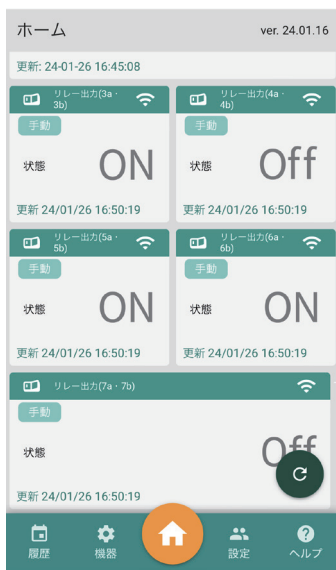 ホーム ver. 24.01.16
更新: 24-01-26 16:45:08
リレー出力(3a・
3b)
手動
状態 ON
更新 24/01/26 16:50:19
リレー出力(4a・
4b)
手動
状態 Off
更新 24/01/26 16:50:19
リレー出力(5a・
5b)
手動
状態 ON
更新 24/01/26 16:50:19
リレー出力(6a・
6b)
手動
状態 ON
更新 24/01/26 16:50:19
リレー出力(7a・7b)
手動
状態 Off
更新 24/01/26 16:50:19
履歴 機器 設定 ヘルプ